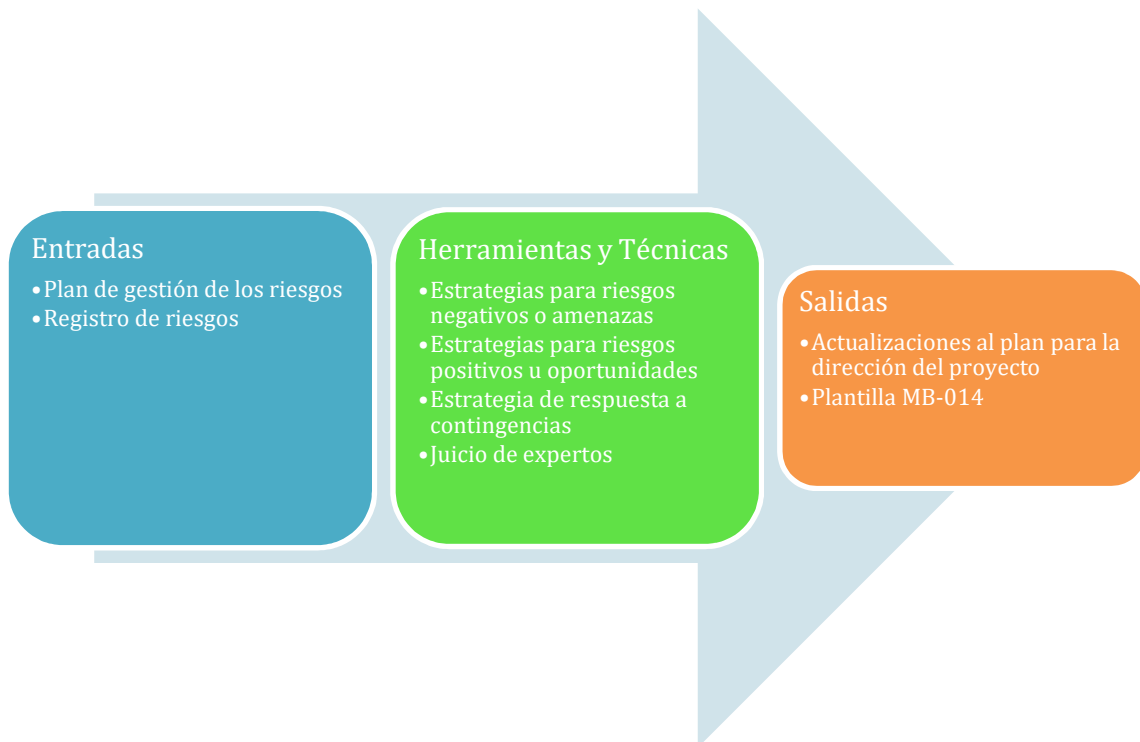 Entradas
•Plan de gestión de los riesgos
•Registro de riesgos
Herramientas y Técnicas
•Estrategias para riesgos
negativos o amenazas
•Estrategias para riesgos
positivos u oportunidades
•Estrategia de respuesta a
contingencias
•Juicio de expertos
Salidas
•Actualizaciones al plan para la
dirección del proyecto
•Plantilla MB-014